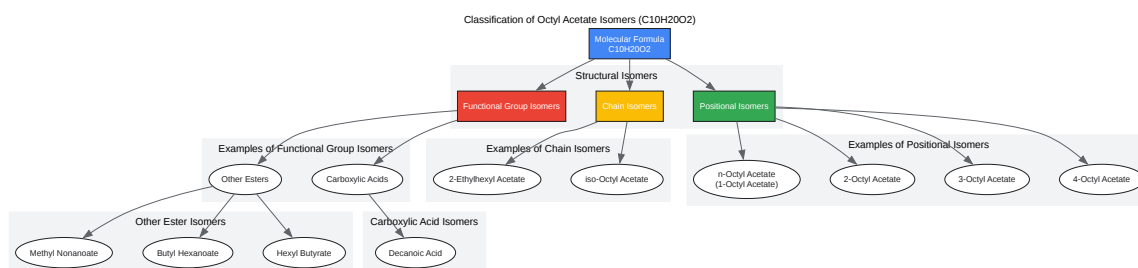 Classification of Octyl Acetate Isomers (C10H20O2)
Molecular Formula
C10H20O2
Structural Isomers
Functional Group Isomers
Chain Isomers
Positional Isomers
Examples of Functional Group Isomers
Examples of Chain Isomers
Examples of Positional Isomers
Other Esters
Carboxylic Acids
2-Ethylhexyl Acetate
iso-Octyl Acetate
n-Octyl Acetate
(1-Octyl Acetate)
2-Octyl Acetate
3-Octyl Acetate
4-Octyl Acetate
Other Ester Isomers
Carboxylic Acid Isomers
Methyl Nonanoate
Butyl Hexanoate
Hexyl Butyrate
Decanoic Acid